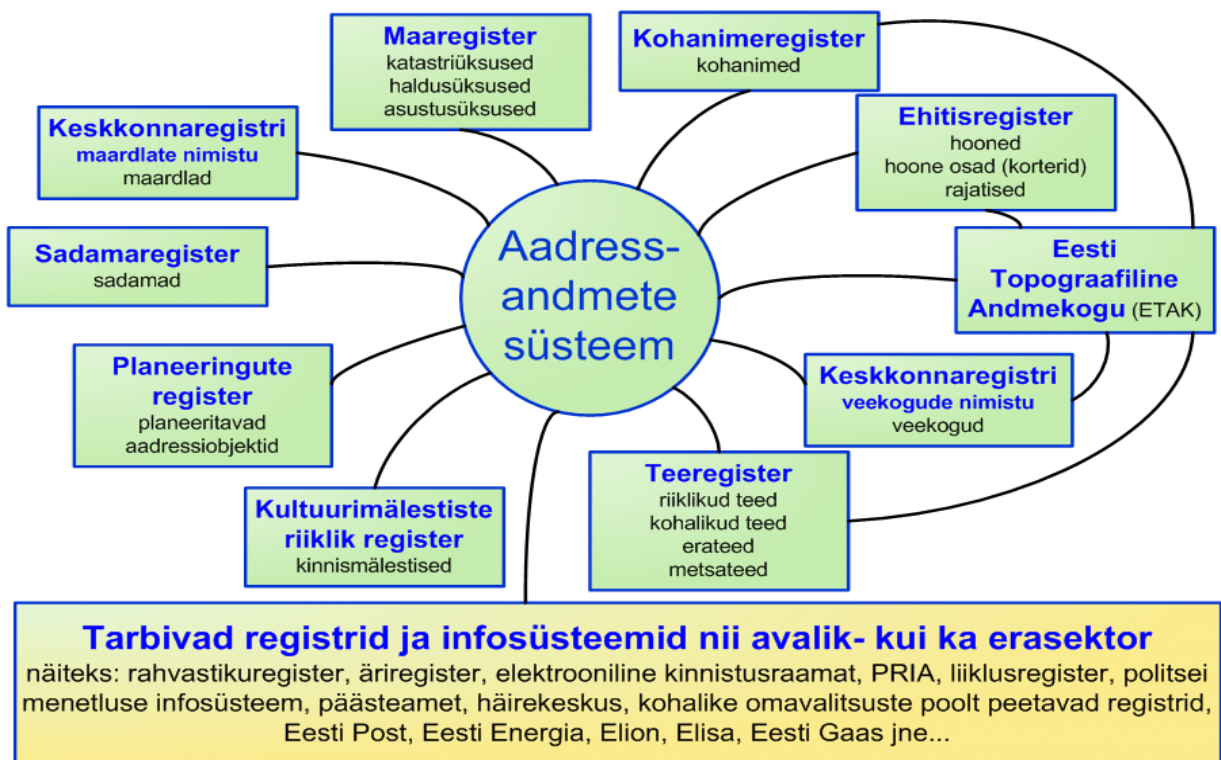 Maaregister
katastriüksused
haldusüksused
asustusüksused
Kohanimeregister
kohanimed
Keskkonnaregistri
maardlate nimistu
maardlad
Ehitisregister
hooned
hoone osad (korterid)
rajatised
Sadamaregister
sadamad
Aadress-
andmete
süsteem
Eesti
Topograafiline
Andmekogu (ETAK)
Planeeringute
register
planeeritavad
aadressiobjektid
Keskkonnaregistri
veekogude nimistu
veekogud
Kultuurimälestiste
riiklik register
kinnismälestised
Teeregister
riiklikud teed
kohalikud teed
erateed
metsateed
Tarbivad registrid ja infosüsteemid nii avalik- kui ka erasektor
näiteks: rahvastikuregister, äriregister, elektrooniline kinnistusraamat, PRIA, liiklusregister, politsei
menetluse infosüsteem, päästeamet, häirekeskus, kohalike omavalitsuste poolt peetavad registrid,
Eesti Post, Eesti Energia, Elion, Elisa, Eesti Gaas jne...